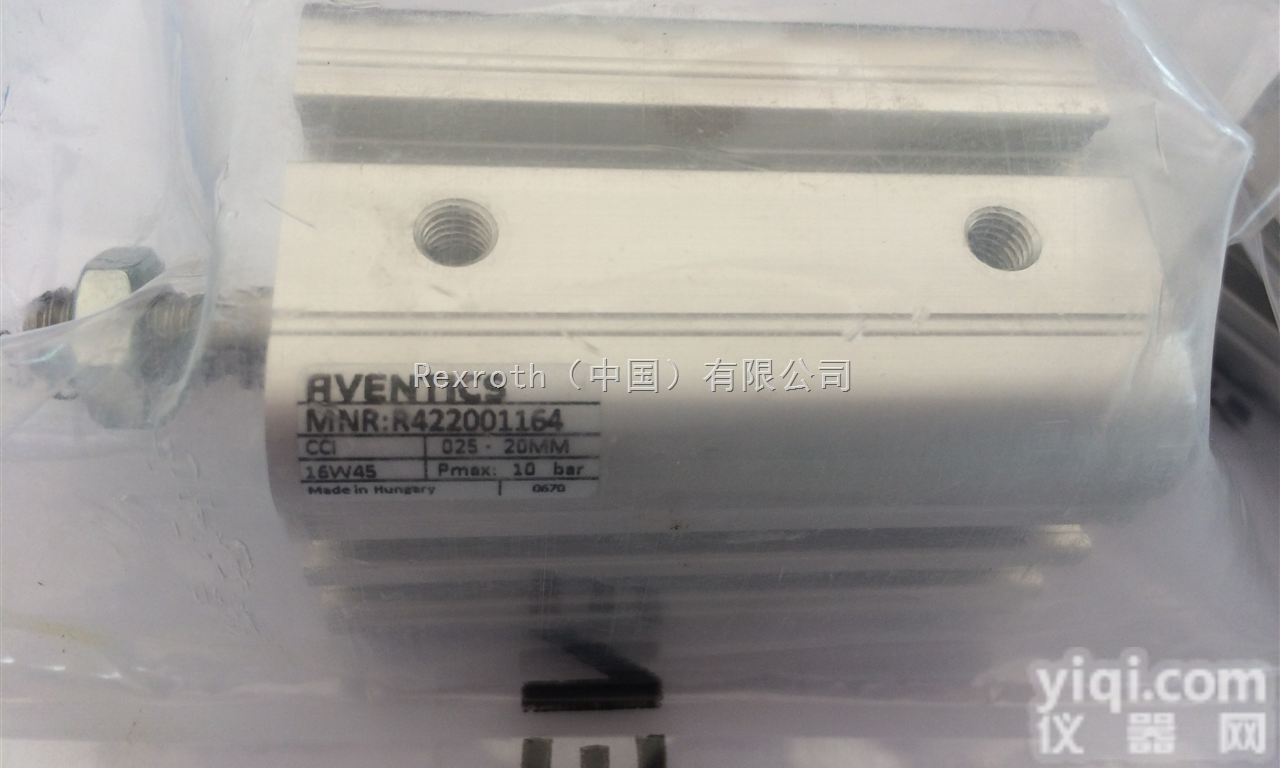 AVENTICS
Rexroth（中国）有限公司
MNR:R422001164
CCI 025 - 20MM
16W45 Pmax: 10 bar
Made in Hungary 0670
yiqi.com
仪器网